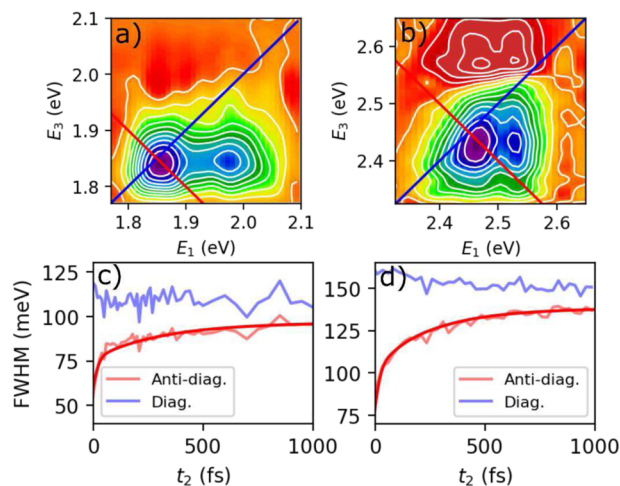 a)
2.1
2.0
1.9
1.8
E3 (eV)
1.8 1.9 2.0 2.1
E1 (eV)
b)
2.6
2.5
2.4
E3 (eV)
2.4 2.5 2.6
E1 (eV)
c)
125
100
75
50
FWHM (meV)
Anti-diag.
Diag.
0 500 1000
t2 (fs)
d)
150
125
100
75
Anti-diag.
Diag.
0 500 1000
t2 (fs)